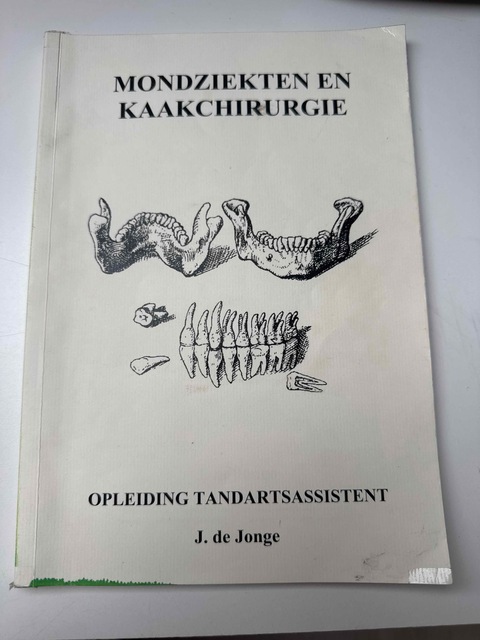 MONDZIEKTEN EN
KAAKCHIRURGIE
OPLEIDING TANDARTSASSISTENT
J. de Jonge